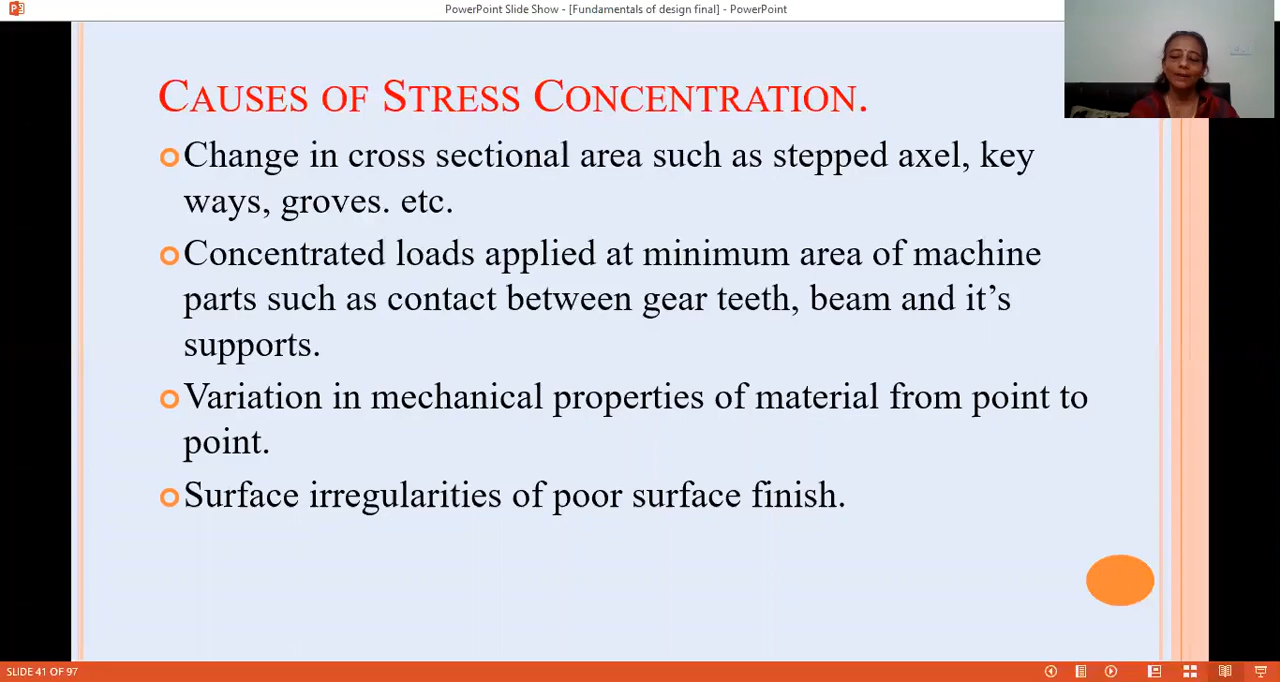 PowerPoint Slide Show - [Fundamentals of design final] - PowerPoint
CAUSES OF STRESS CONCENTRATION.
Change in cross sectional area such as stepped axel, key
ways, groves. etc.
Concentrated loads applied at minimum area of machine
parts such as contact between gear teeth, beam and it’s
supports.
Variation in mechanical properties of material from point to
point.
Surface irregularities of poor surface finish.
SLIDE 41 OF 97